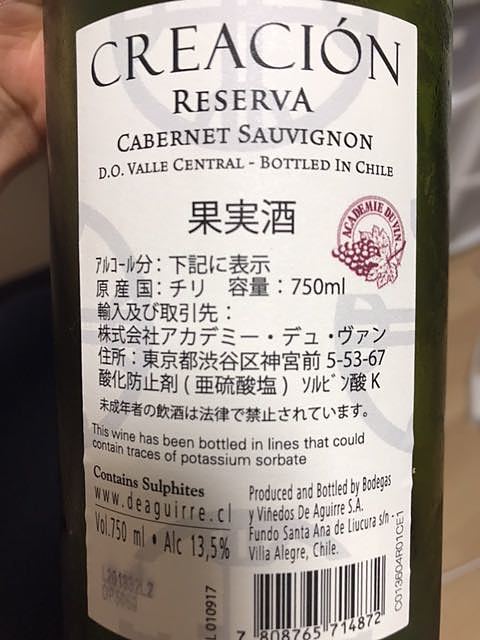 CREACIÓN
RESERVA
CABERNET SAUVIGNON
D.O. VALLE CENTRAL - BOTTLED IN CHILE
果実酒
ACADEMIE DU VIN
アルコール分：下記に表示
原産国：チリ 容量：750ml
輸入及び取引先：
株式会社アカデミー・デュ・ヴァン
住所：東京都渋谷区神宮前 5-53-67
酸化防止剤 ( 亜硫酸塩 ) ｿﾙﾋﾞﾝ酸 K
未成年者の飲酒は法律で禁止されています。
This wine has been bottled in lines that could
contain traces of potassium sorbate
Contains Sulphites
www.deaguirre.cl
Vol.750 ml • Alc 13,5%
Produced and Bottled by Bodegas
y Viñedos De Aguirre S.A.
Fundo Santa Ana de Liucura s/n -
Villa Alegre, Chile.
L 010917
7 808765 714872
C013604R01CE1